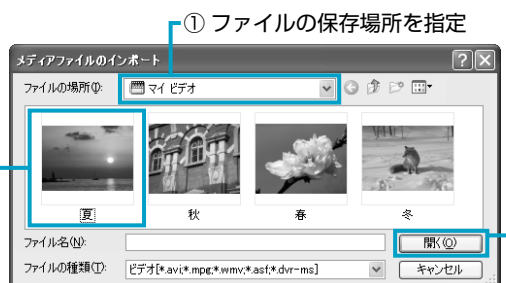 ① ファイルの保存場所を指定
メディアファイルのインポート
ファイルの場所(I):
マイ ビデオ
夏
秋
春
冬
ファイル名(N):
開く(O)
ファイルの種類(T):
ビデオ[*.avi;*.mpg;*.wmv;*.asf;*.dvr-ms]
キャンセル